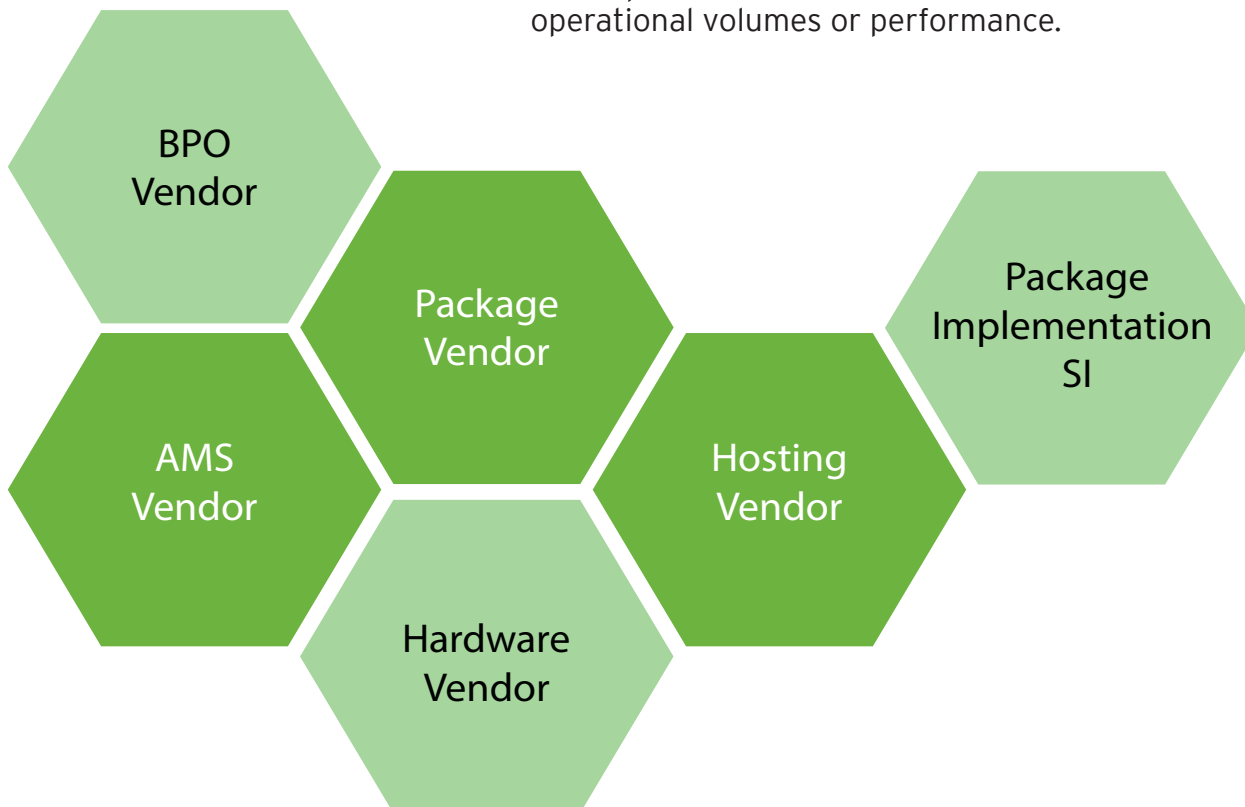 operational volumes or performance.
BPO
Vendor
Package
Vendor
Package
Implementation
SI
AMS
Vendor
Hosting
Vendor
Hardware
Vendor